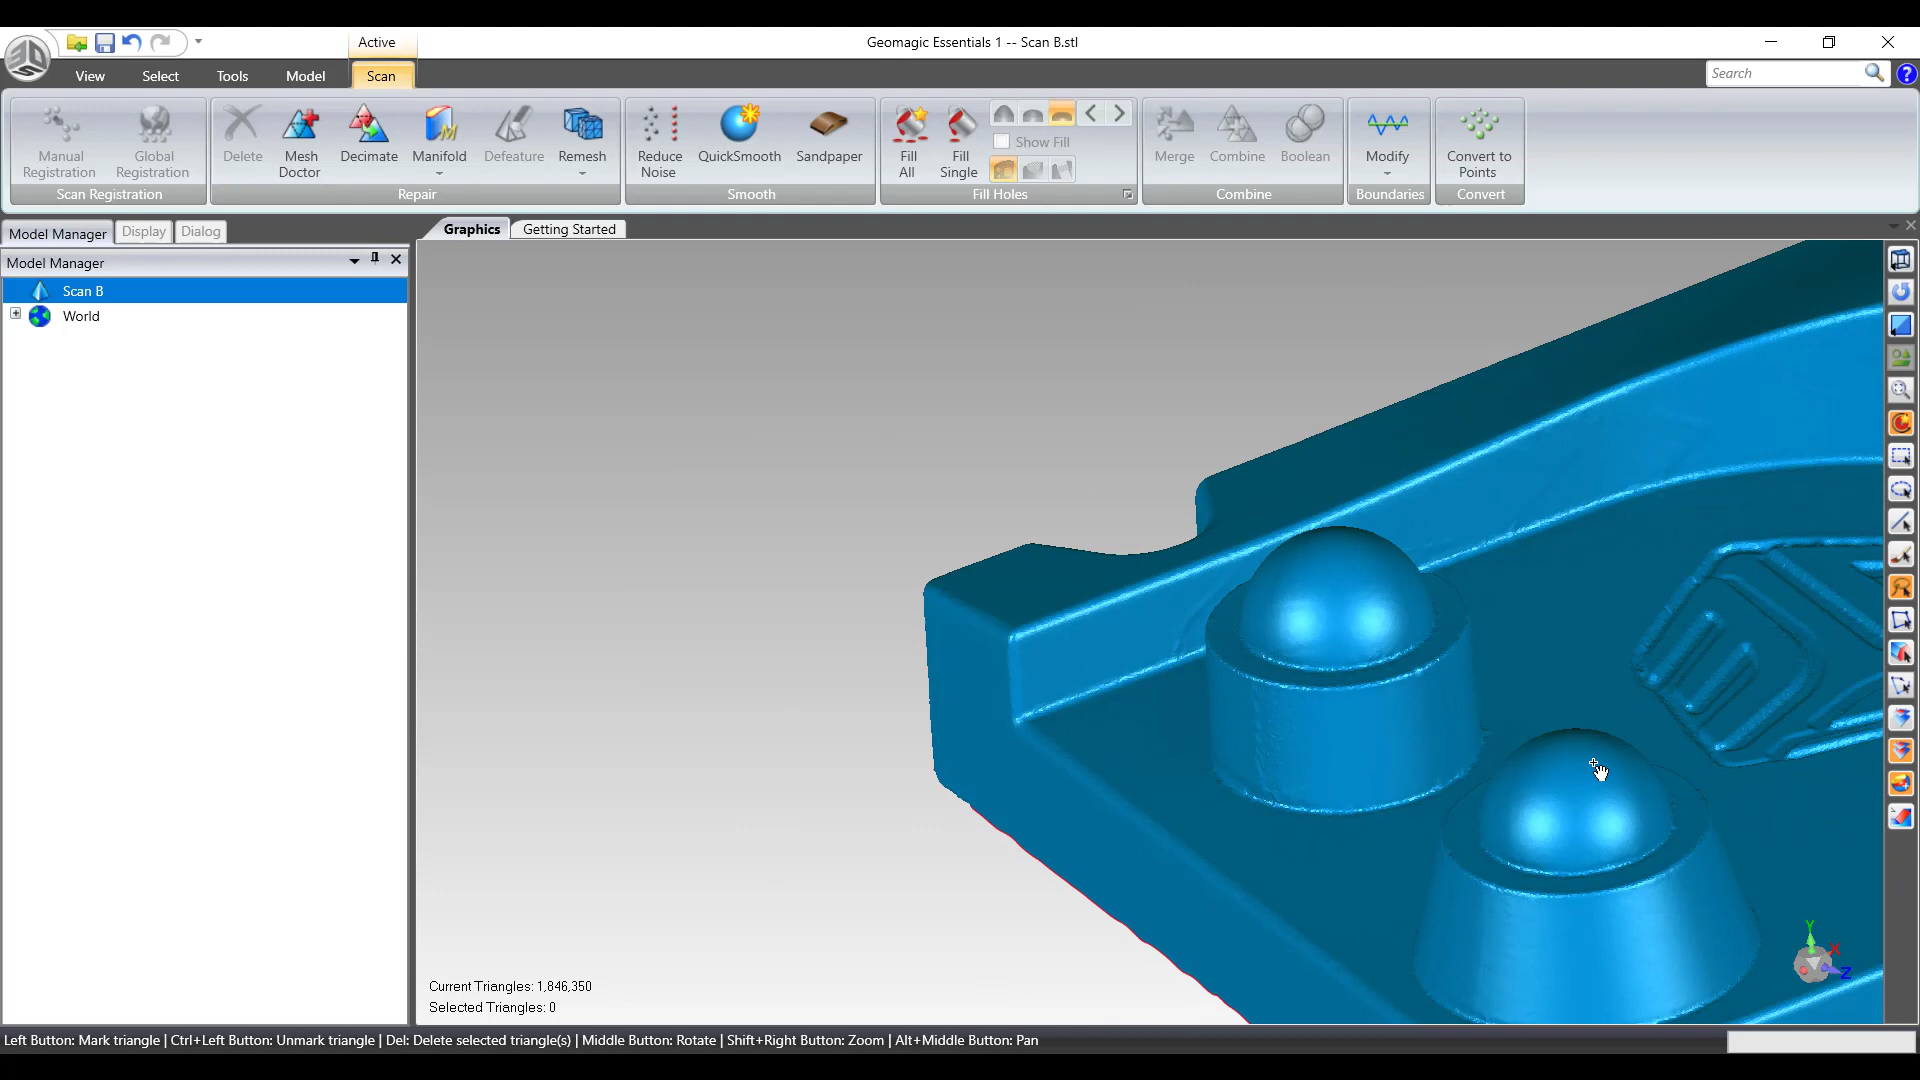 Active
Geomagic Essentials 1 -- Scan B.stl
View
Select
Tools
Model
Scan
Search
?
Manual
Registration
Global
Registration
Scan Registration
Delete
Mesh
Doctor
Decimate
Manifold
Defeature
Remesh
Repair
Reduce
Noise
QuickSmooth
Sandpaper
Smooth
Fill
All
Fill
Single
Show Fill
Fill Holes
Merge
Combine
Boolean
Combine
Modify
Boundaries
Convert to
Points
Convert
Model Manager
Display
Dialog
Graphics
Getting Started
Model Manager
Scan B
World
Y
X
Z
Current Triangles: 1,846,350
Selected Triangles: 0
Left Button: Mark triangle | Ctrl+Left Button: Unmark triangle | Del: Delete selected triangle(s) | Middle Button: Rotate | Shift+Right Button: Zoom | Alt+Middle Button: Pan